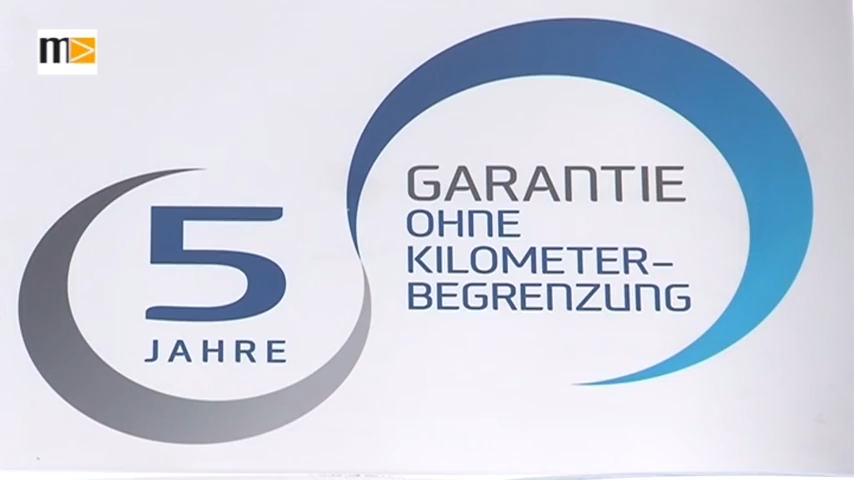 m
5
JAHRE
GARANTIE
OHNE
KILOMETER-
BEGRENZUNG